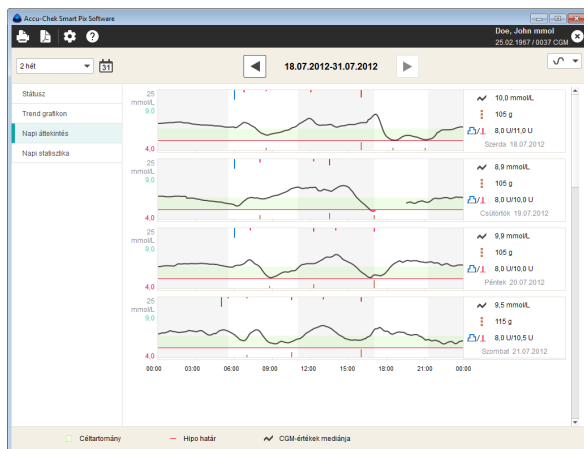 Accu-Chek Smart Pix Software
Doe, John mmol
25.02.1967 / 0037 CGM
2 hét
31
18.07.2012-31.07.2012
Státusz
Trend grafikon
Napi áttekintés
Napi statisztika
25
mmol/L
9,0
4,0
10,0 mmol/L
105 g
8,0 U/11,0 U
Szerda 18.07.2012
25
mmol/L
9,0
4,0
8,9 mmol/L
105 g
8,0 U/10,0 U
Csütörtök 19.07.2012
25
mmol/L
9,0
4,0
9,9 mmol/L
105 g
8,0 U/10,0 U
Péntek 20.07.2012
25
mmol/L
9,0
4,0
9,5 mmol/L
115 g
8,0 U/10,5 U
Szombat 21.07.2012
00:00 03:00 06:00 09:00 12:00 15:00 18:00 21:00 00:00
Céltartomány Hipo határ CGM-értékek mediánja